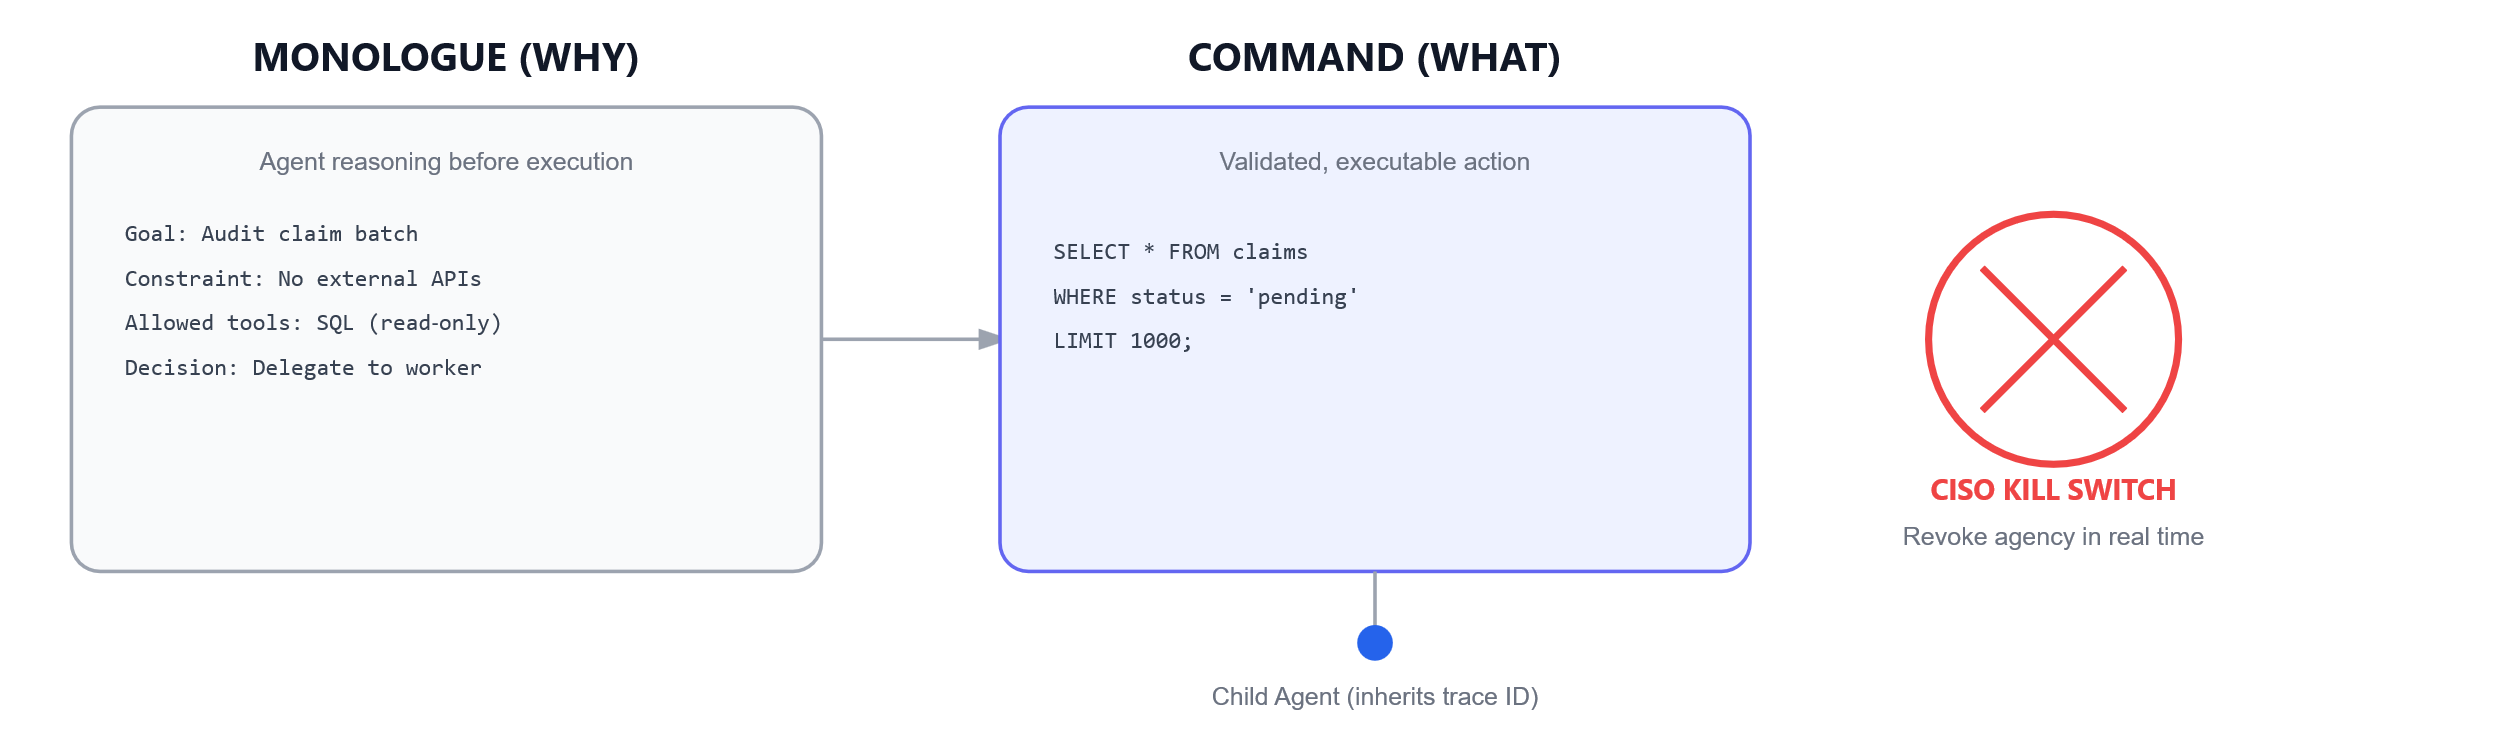 MONOLOGUE (WHY)
Agent reasoning before execution
Goal: Audit claim batch
Constraint: No external APIs
Allowed tools: SQL (read-only)
Decision: Delegate to worker
COMMAND (WHAT)
Validated, executable action
SELECT * FROM claims
WHERE status = 'pending'
LIMIT 1000;
Child Agent (inherits trace ID)
CISO KILL SWITCH
Revoke agency in real time